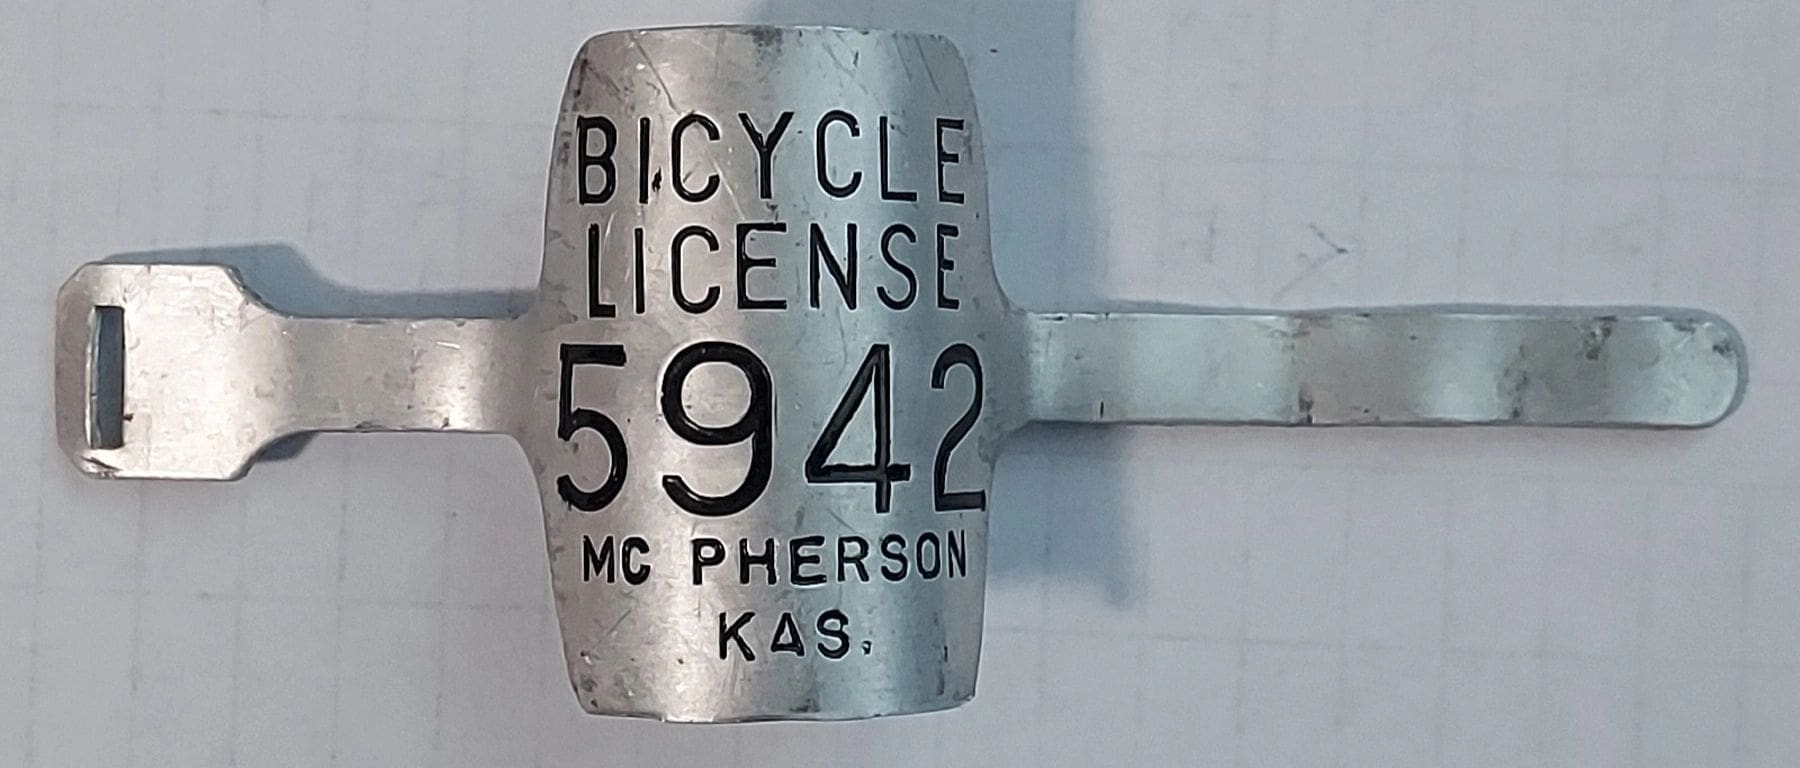 BICYCLE
LICENSE
5942
MC PHERSON
KAS.